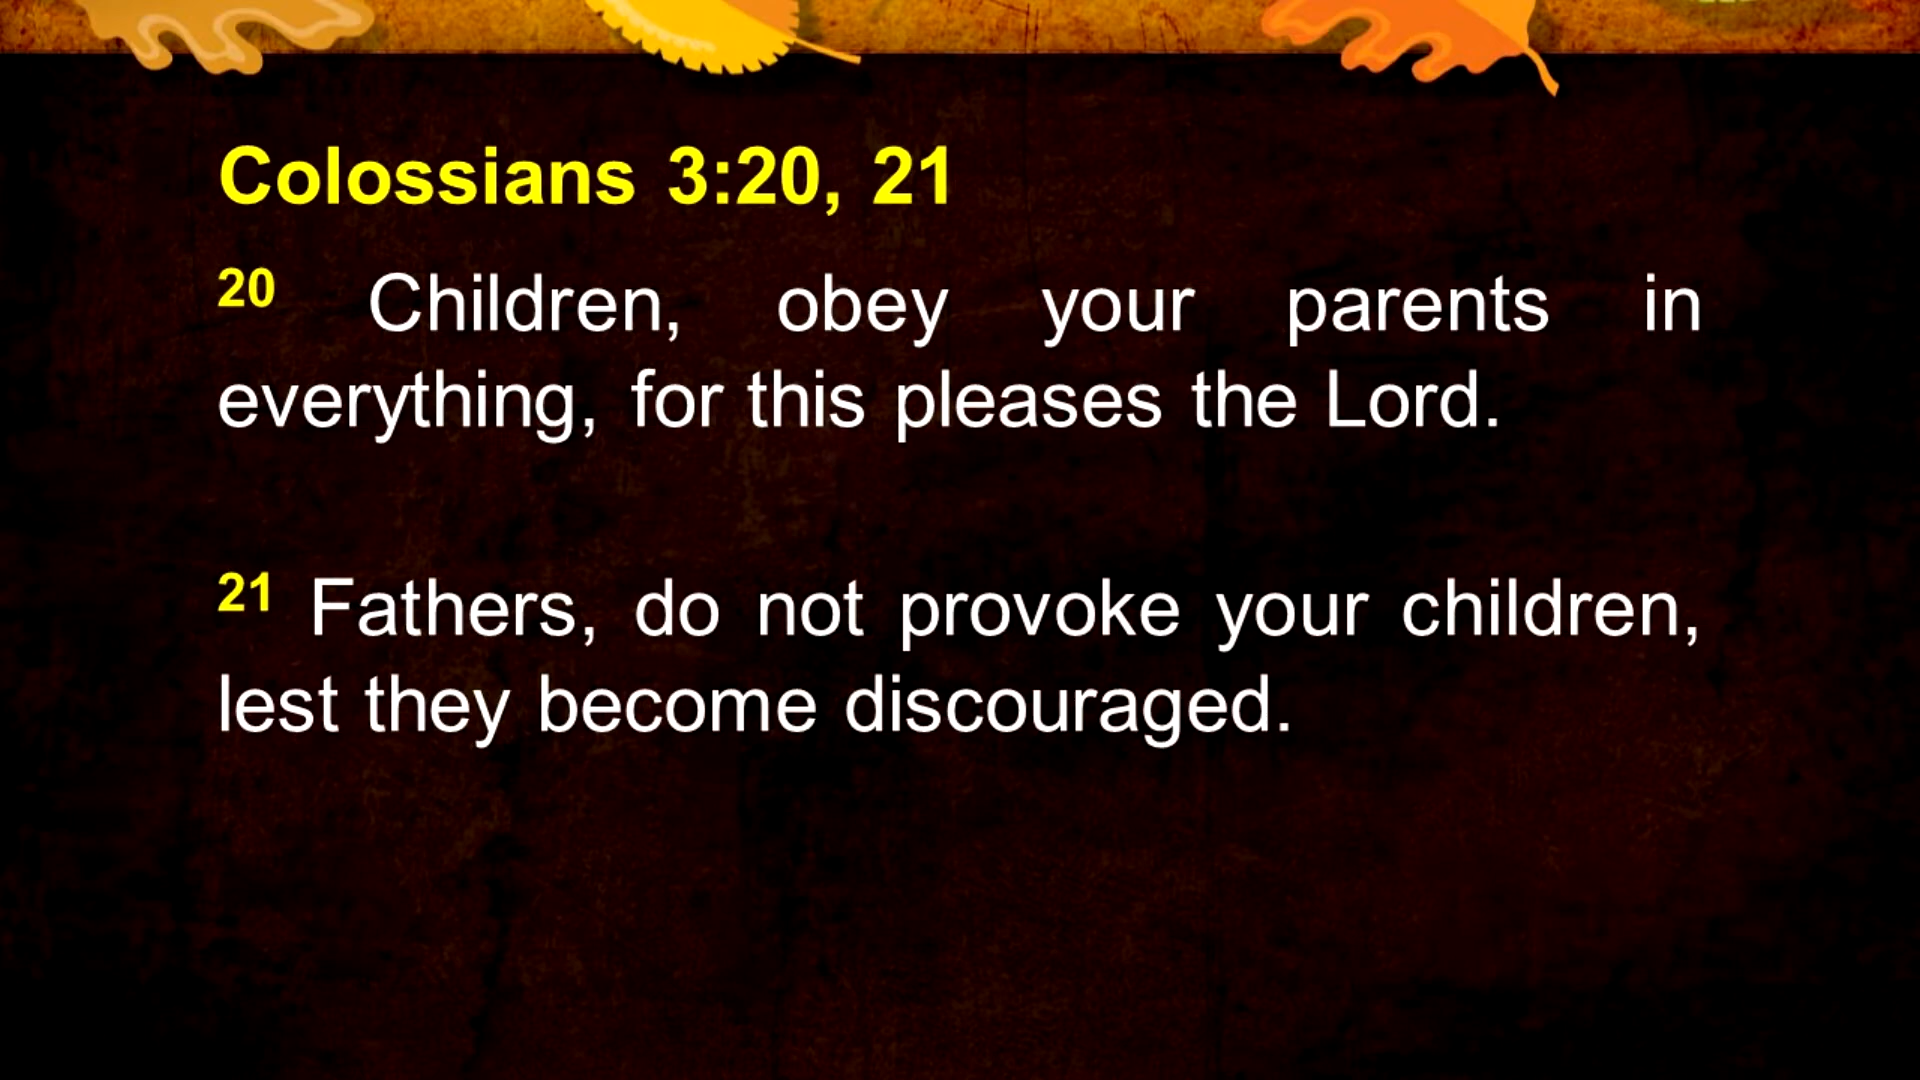 Colossians 3:20, 21
20 Children, obey your parents in
everything, for this pleases the Lord.
21 Fathers, do not provoke your children,
lest they become discouraged.